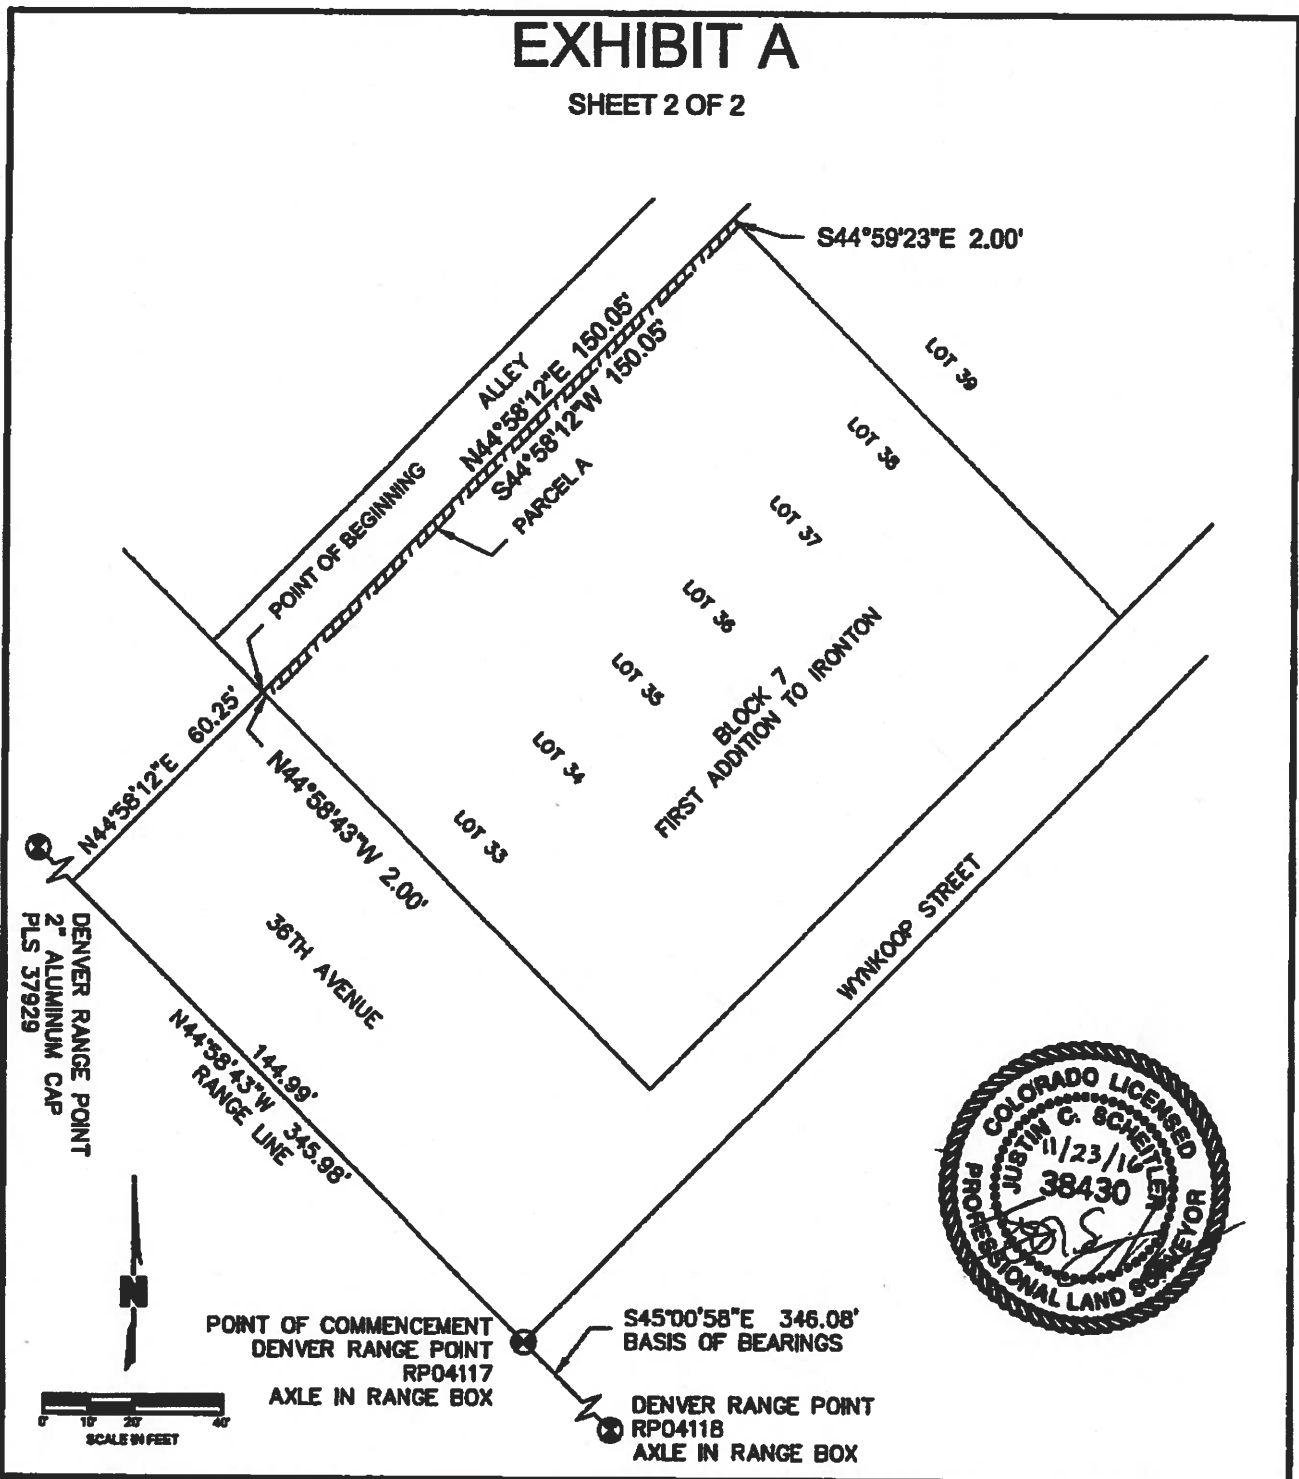 EXHIBIT A
SHEET 2 OF 2
S44°59'23"E 2.00'
ALLEY
N44°58'12"E 150.05'
S44°58'12"W 150.05'
PARCEL A
POINT OF BEGINNING
LOT 39
LOT 38
LOT 37
LOT 36
LOT 35
LOT 34
LOT 33
BLOCK 7
FIRST ADDITION TO IRONTON
N44°58'12"E 60.25'
N44°58'43"W 2.00'
36TH AVENUE
WYNKOOP STREET
DENVER RANGE POINT
2" ALUMINUM CAP
PLS 37929
144.99'
N44°58'43"W 345.98'
RANGE LINE
N
POINT OF COMMENCEMENT
DENVER RANGE POINT
RP04117
AXLE IN RANGE BOX
S45°00'58"E 346.08'
BASIS OF BEARINGS
DENVER RANGE POINT
RP04118
AXLE IN RANGE BOX
0' 10' 20' 40'
SCALE IN FEET
COLORADO LICENSED
JUSTIN C. SCHEITLER
11/23/16
38430
PROFESSIONAL LAND SURVEYOR